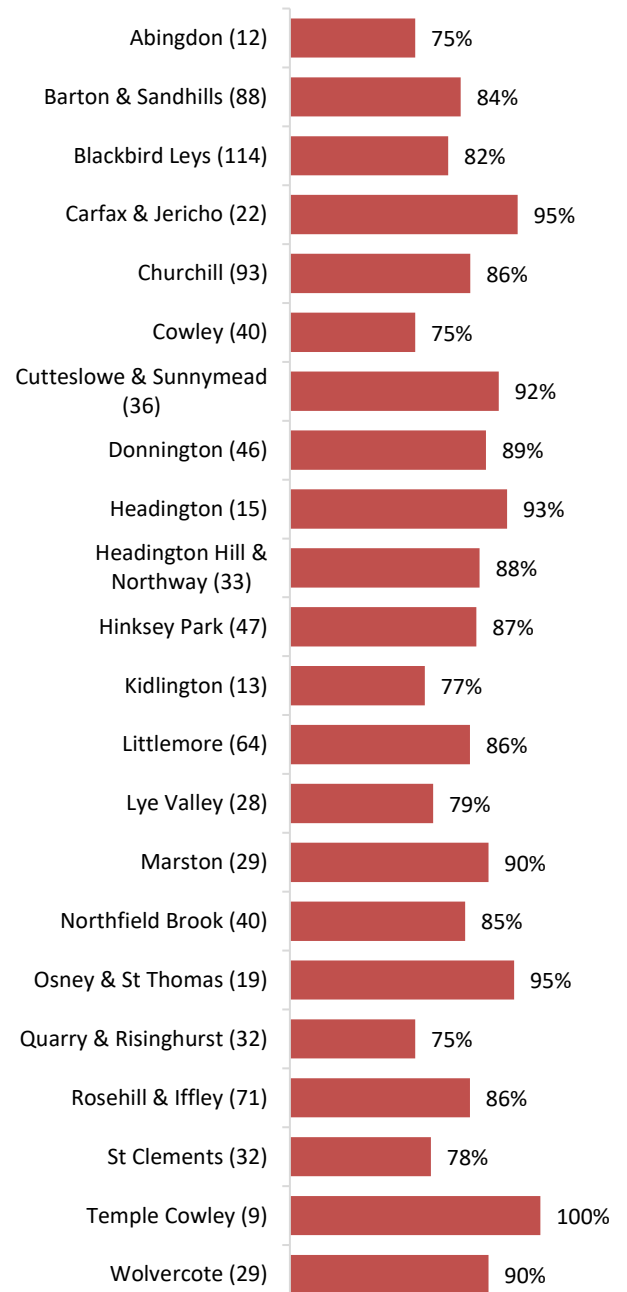 Abingdon (12) 75%
Barton & Sandhills (88) 84%
Blackbird Leys (114) 82%
Carfax & Jericho (22) 95%
Churchill (93) 86%
Cowley (40) 75%
Cutteslowe & Sunnymead
(36) 92%
Donnington (46) 89%
Headington (15) 93%
Headington Hill &
Northway (33) 88%
Hinksey Park (47) 87%
Kidlington (13) 77%
Littlemore (64) 86%
Lye Valley (28) 79%
Marston (29) 90%
Northfield Brook (40) 85%
Osney & St Thomas (19) 95%
Quarry & Risinghurst (32) 75%
Rosehill & Iffley (71) 86%
St Clements (32) 78%
Temple Cowley (9) 100%
Wolvercote (29) 90%